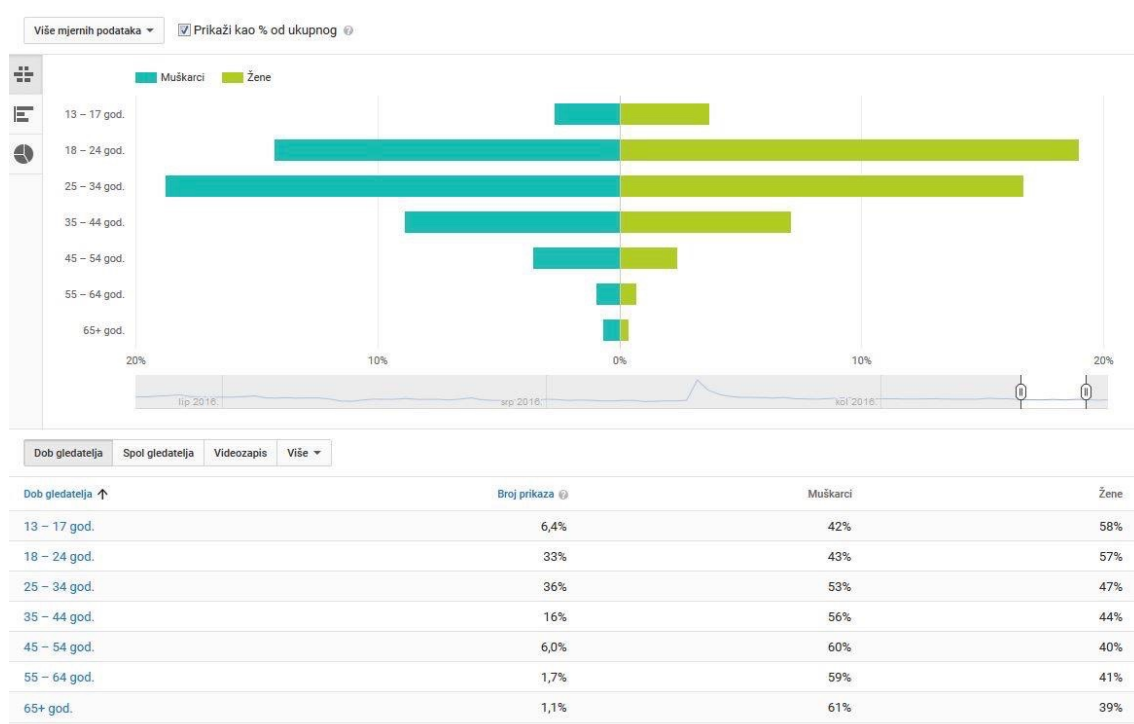 Više mjernih podataka Prikaži kao % od ukupnog
Muškarci Žene
13 – 17 god.
18 – 24 god.
25 – 34 god.
35 – 44 god.
45 – 54 god.
55 – 64 god.
65+ god.
20% 10% 0% 10% 20%
lip 2016. srp 2016. kol 2016.
Dob gledatelja Spol gledatelja Videozapis Više
Dob gledatelja Broj prikaza Muškarci Žene
13 – 17 god. 6,4% 42% 58%
18 – 24 god. 33% 43% 57%
25 – 34 god. 36% 53% 47%
35 – 44 god. 16% 56% 44%
45 – 54 god. 6,0% 60% 40%
55 – 64 god. 1,7% 59% 41%
65+ god. 1,1% 61% 39%